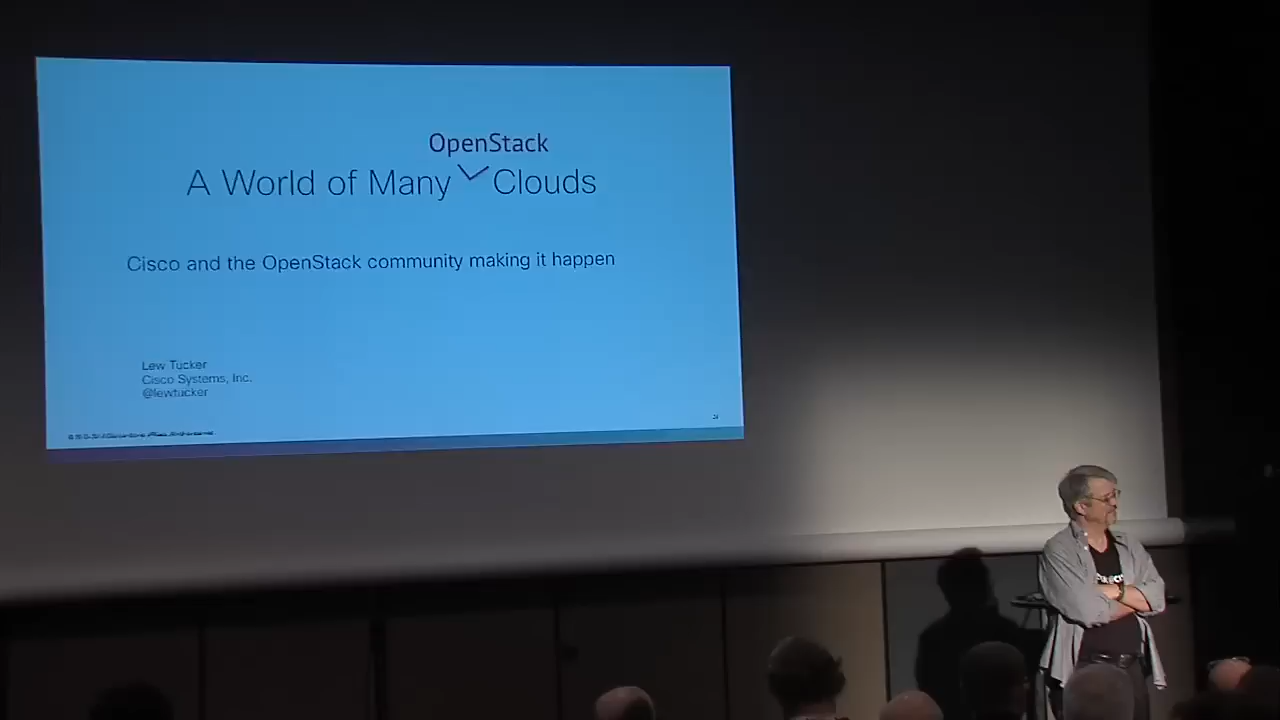 OpenStack
A World of Many Clouds
Cisco and the OpenStack community making it happen
Lew Tucker
Cisco Systems, Inc.
@lewtucker